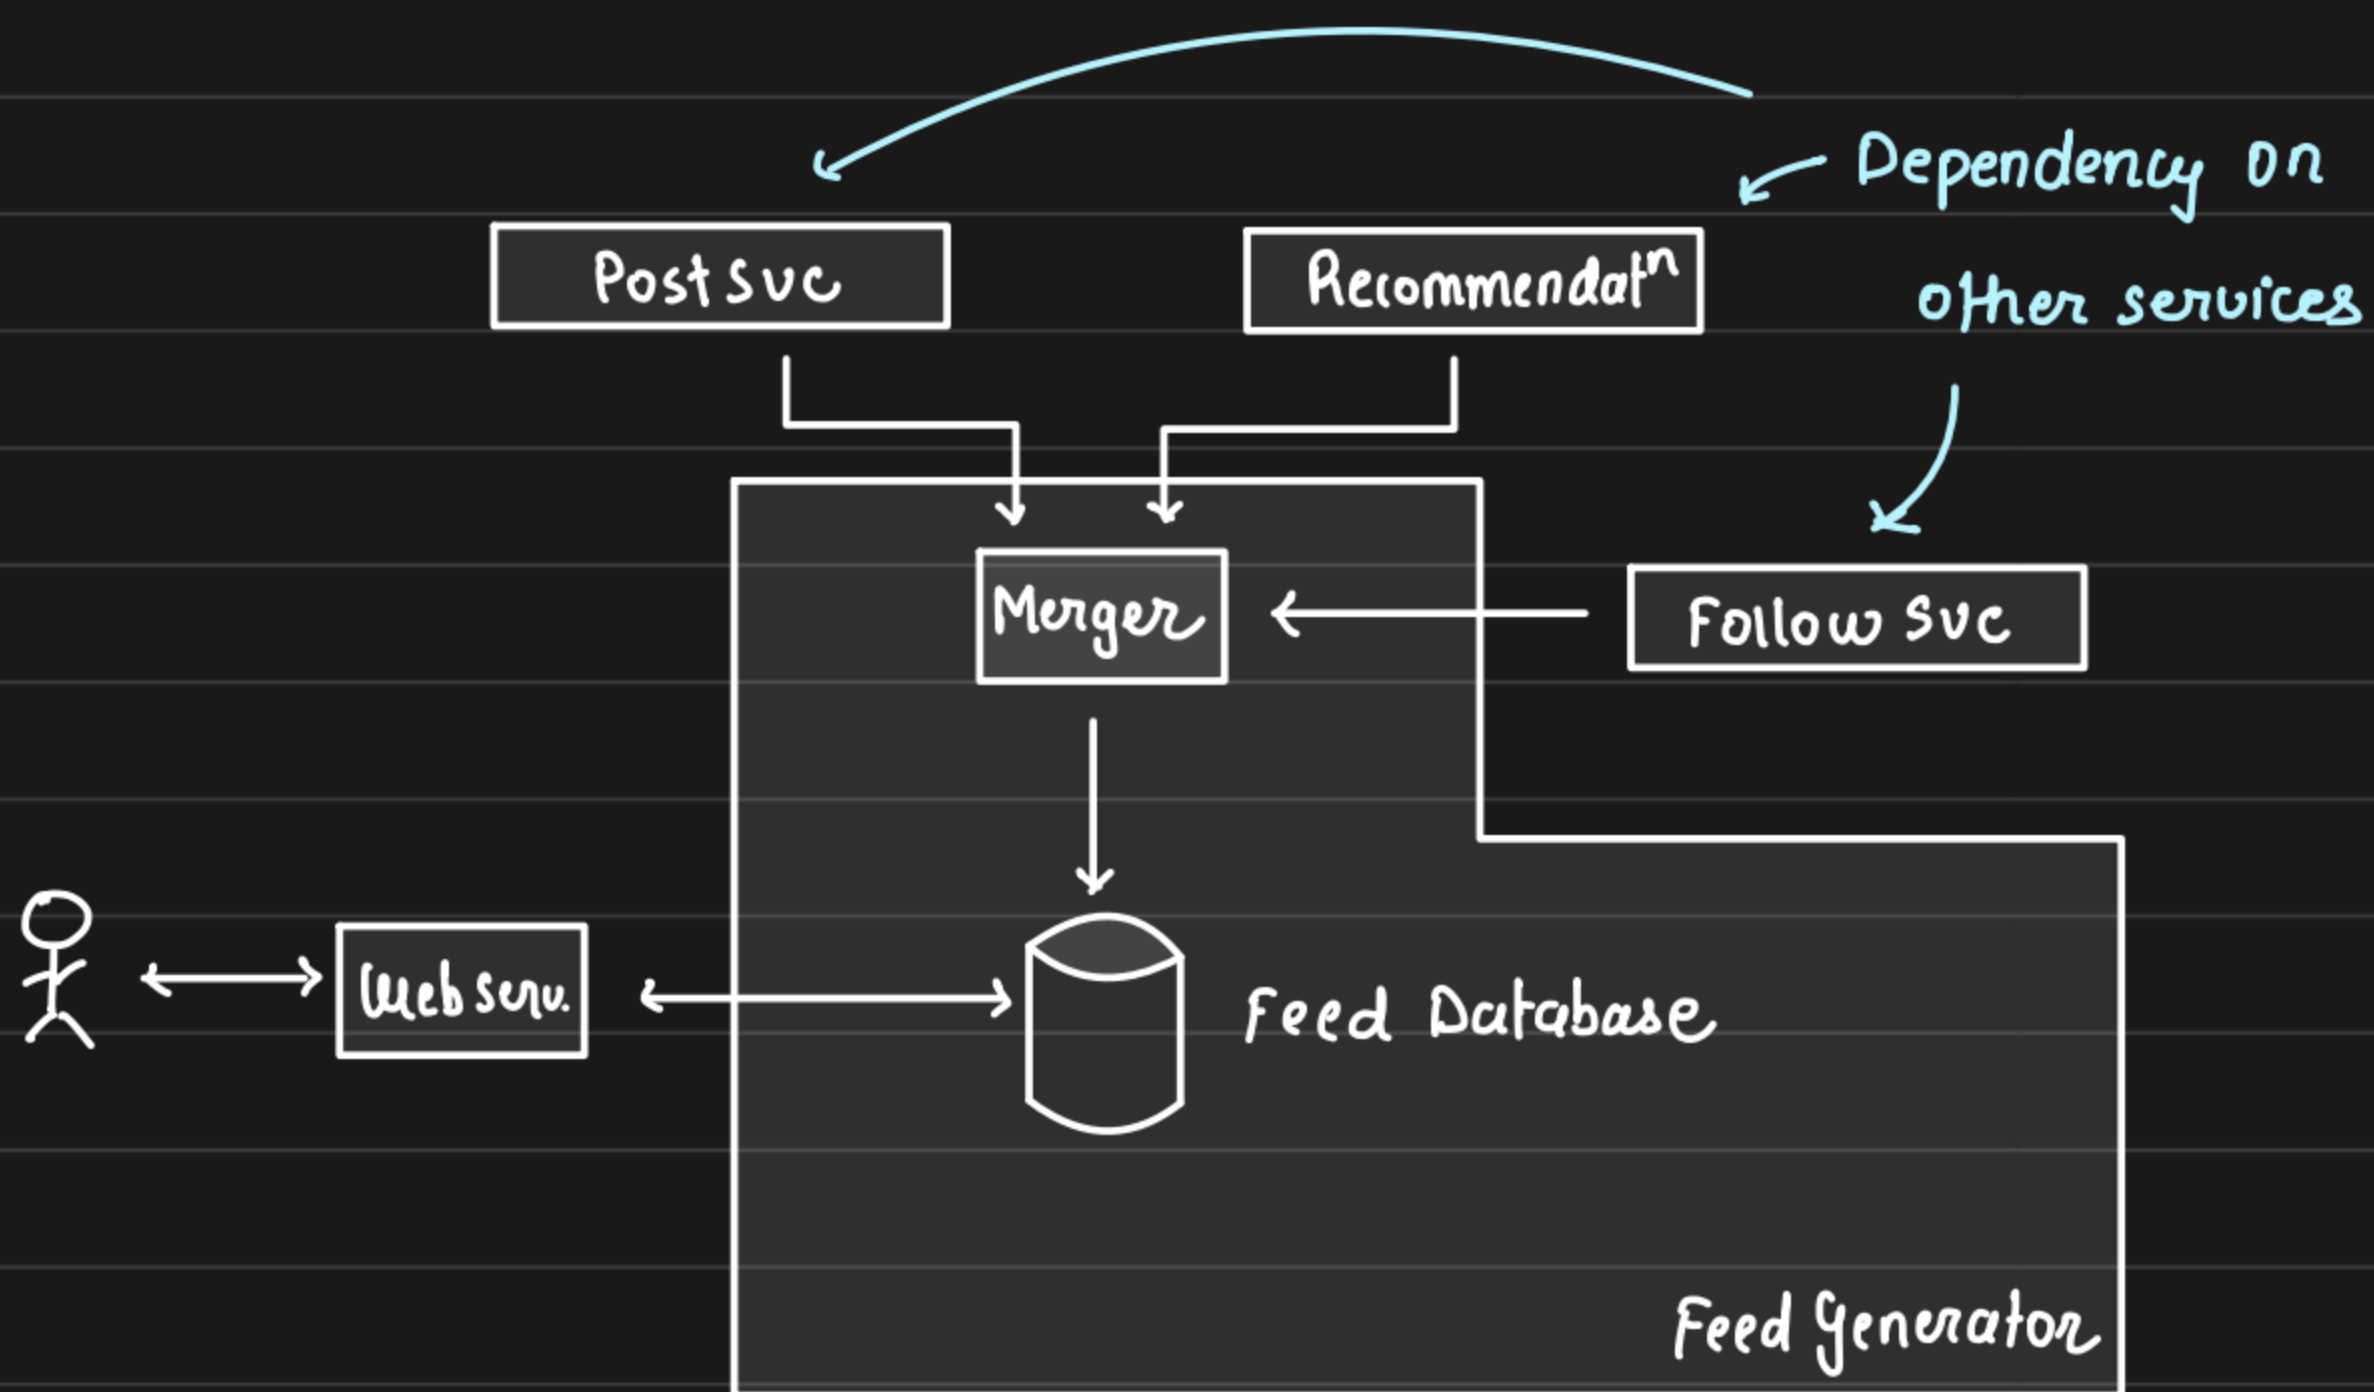 Dependency on
other services
Post svc
Recommendatⁿ
Merger
Follow svc
Web serv.
Feed Database
Feed Generator